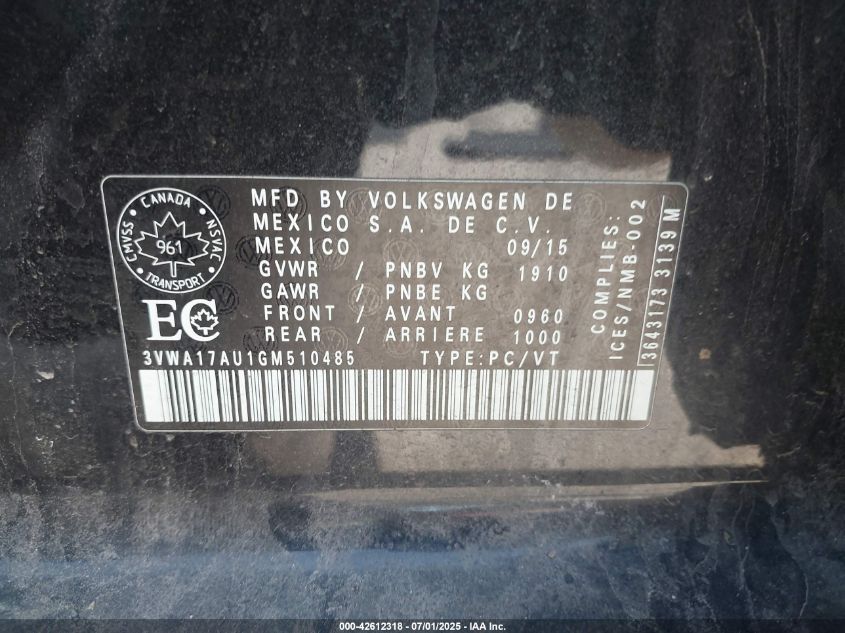 CANADA
CMVSS
NSVAC
961
TRANSPORT
EC
MFD BY VOLKSWAGEN DE
MEXICO S.A. DE C.V.
MEXICO 09/15
GVWR / PNBV KG 1910
GAWR / PNBE KG
FRONT / AVANT 0960
REAR / ARRIERE 1000
3VWA17AU1GM510485 TYPE:PC/VT
COMPLIES:
ICES/NMB-002
3643173 3139 M
000-42612318 - 07/01/2025 - IAA Inc.